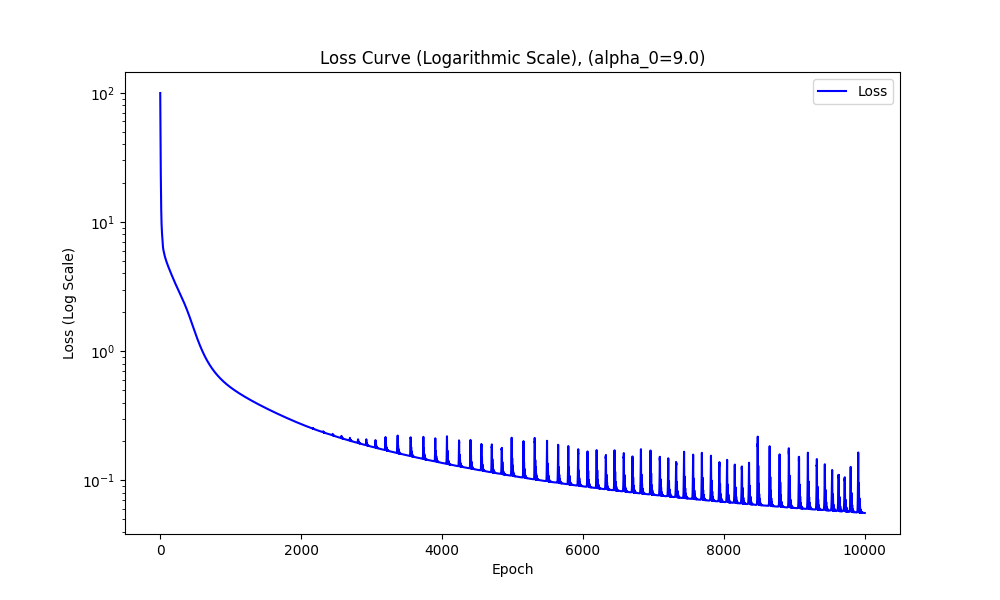 Loss Curve (Logarithmic Scale), (alpha_0=9.0)
Loss
10²
10¹
10⁰
10⁻¹
Loss (Log Scale)
0 2000 4000 6000 8000 10000
Epoch